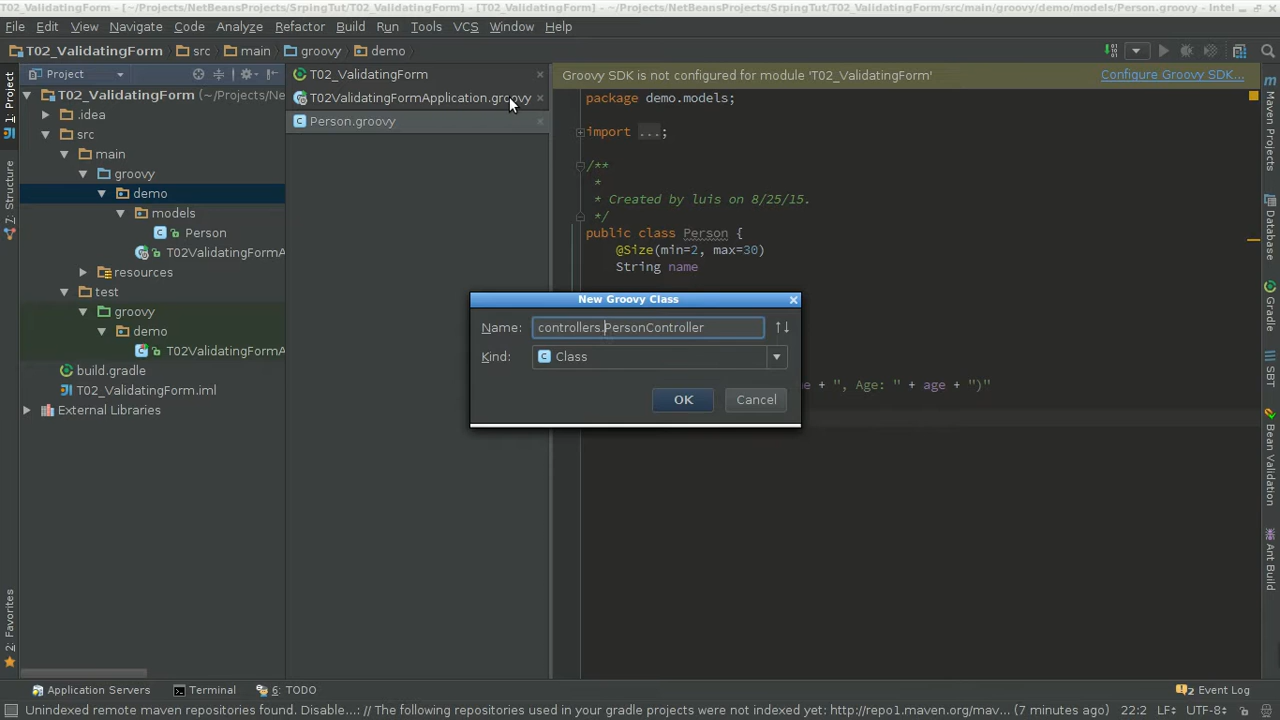 T02_ValidatingForm - [~/Projects/NetBeansProjects/SrpingTut/T02_ValidatingForm] - [T02_ValidatingForm] - ~/Projects/NetBeansProjects/SrpingTut/T02_ValidatingForm/src/main/groovy/demo/models/Person.groovy - Intel
File Edit View Navigate Code Analyze Refactor Build Run Tools VCS Window Help
T02_ValidatingForm src main groovy demo
1: Project
7: Structure
2: Favorites
Project
T02_ValidatingForm (~/Projects/Net
.idea
src
main
groovy
demo
models
Person
T02ValidatingFormA
resources
test
groovy
demo
T02ValidatingFormA
build.gradle
T02_ValidatingForm.iml
External Libraries
T02_ValidatingForm
T02ValidatingFormApplication.groovy
Person.groovy
Groovy SDK is not configured for module 'T02_ValidatingForm'
Configure Groovy SDK...
package demo.models;
import ...;
/**
*
* Created by luis on 8/25/15.
*/
public class Person {
@Size(min=2, max=30)
String name
e + ", Age: " + age + ")"
New Groovy Class
Name: controllers.PersonController
Kind: Class
OK Cancel
Maven Projects
Database
Gradle
SBT
Bean Validation
Ant Build
Application Servers Terminal 6: TODO 2 Event Log
Unindexed remote maven repositories found. Disable...: // The following repositories used in your gradle projects were not indexed yet: http://repo1.maven.org/mav... (7 minutes ago) 22:2 LF÷ UTF-8÷